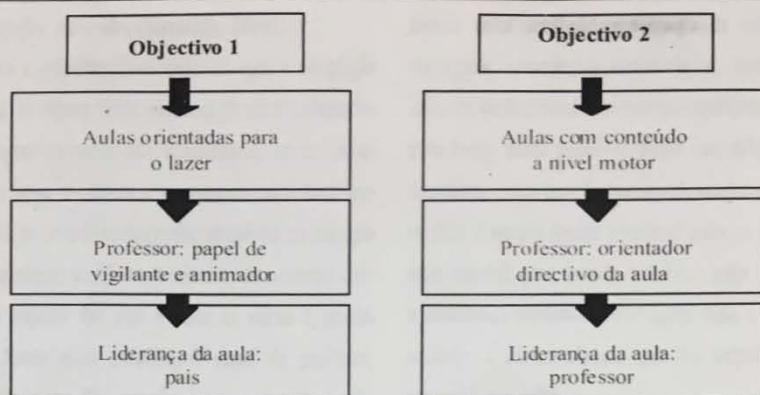 Objectivo 1
Aulas orientadas para
o lazer
Professor: papel de
vigilante e animador
Liderança da aula:
pais
Objectivo 2
Aulas com conteúdo
a nivel motor
Professor: orientador
directivo da aula
Liderança da aula:
professor